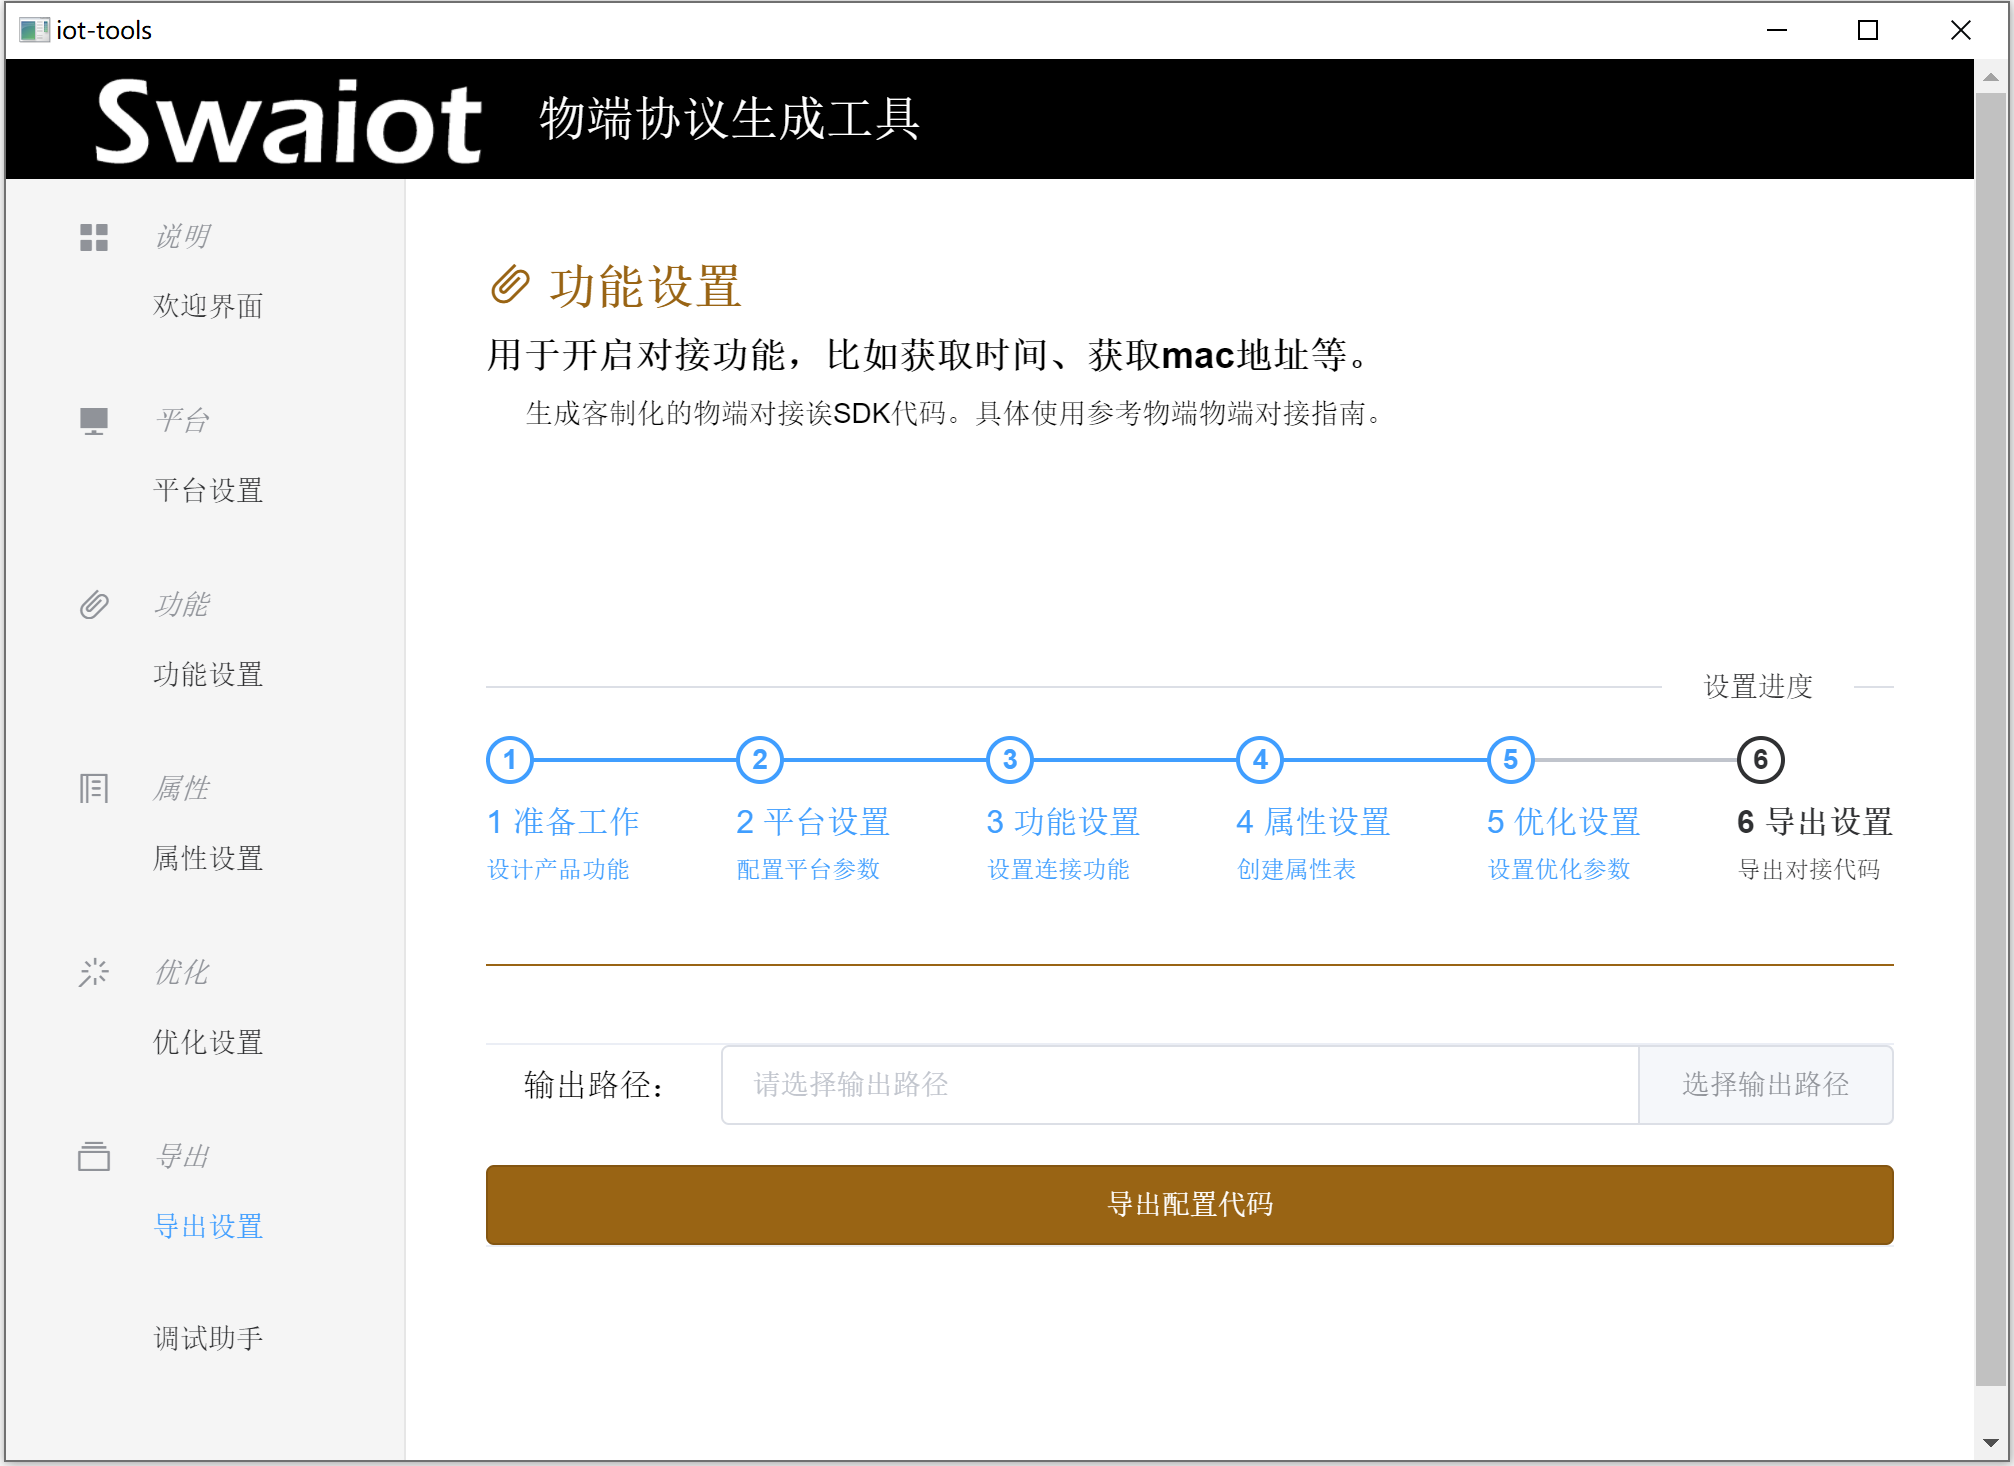 iot-tools
Swaiot 物端协议生成工具
说明
欢迎界面
平台
平台设置
功能
功能设置
属性
属性设置
优化
优化设置
导出
导出设置
调试助手
功能设置
用于开启对接功能，比如获取时间、获取mac地址等。
生成客制化的物端对接诶SDK代码。具体使用参考物端物端对接指南。
设置进度
1 2 3 4 5 6
1 准备工作 2 平台设置 3 功能设置 4 属性设置 5 优化设置 6 导出设置
设计产品功能 配置平台参数 设置连接功能 创建属性表 设置优化参数 导出对接代码
输出路径： 请选择输出路径 选择输出路径
导出配置代码